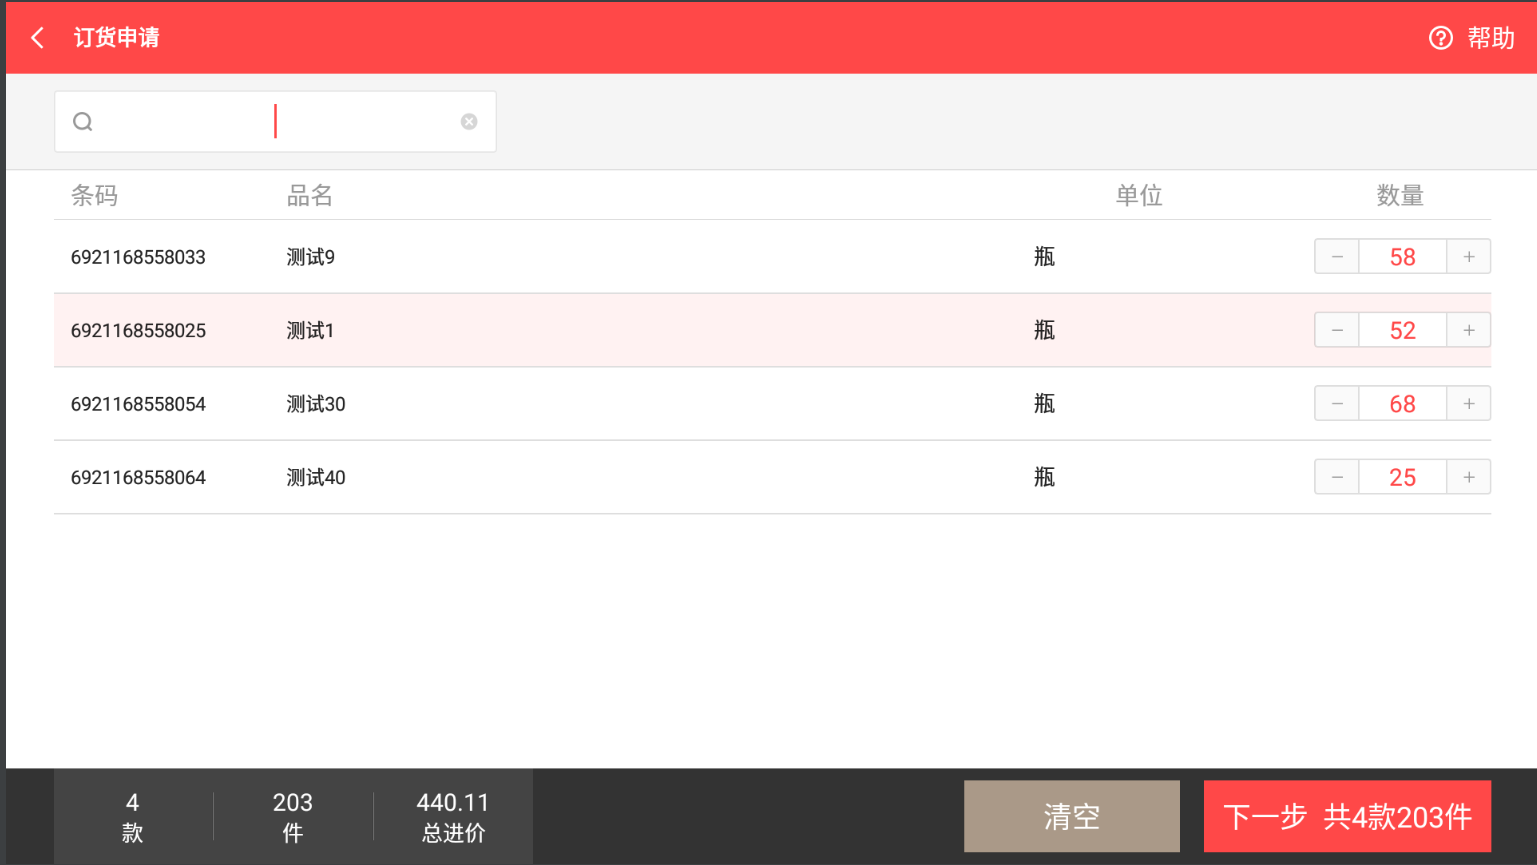 订货申请 帮助
条码 品名 单位 数量
6921168558033 测试9 瓶 − 58 +
6921168558025 测试1 瓶 − 52 +
6921168558054 测试30 瓶 − 68 +
6921168558064 测试40 瓶 − 25 +
4 203 440.11
款 件 总进价
清空 下一步 共4款203件